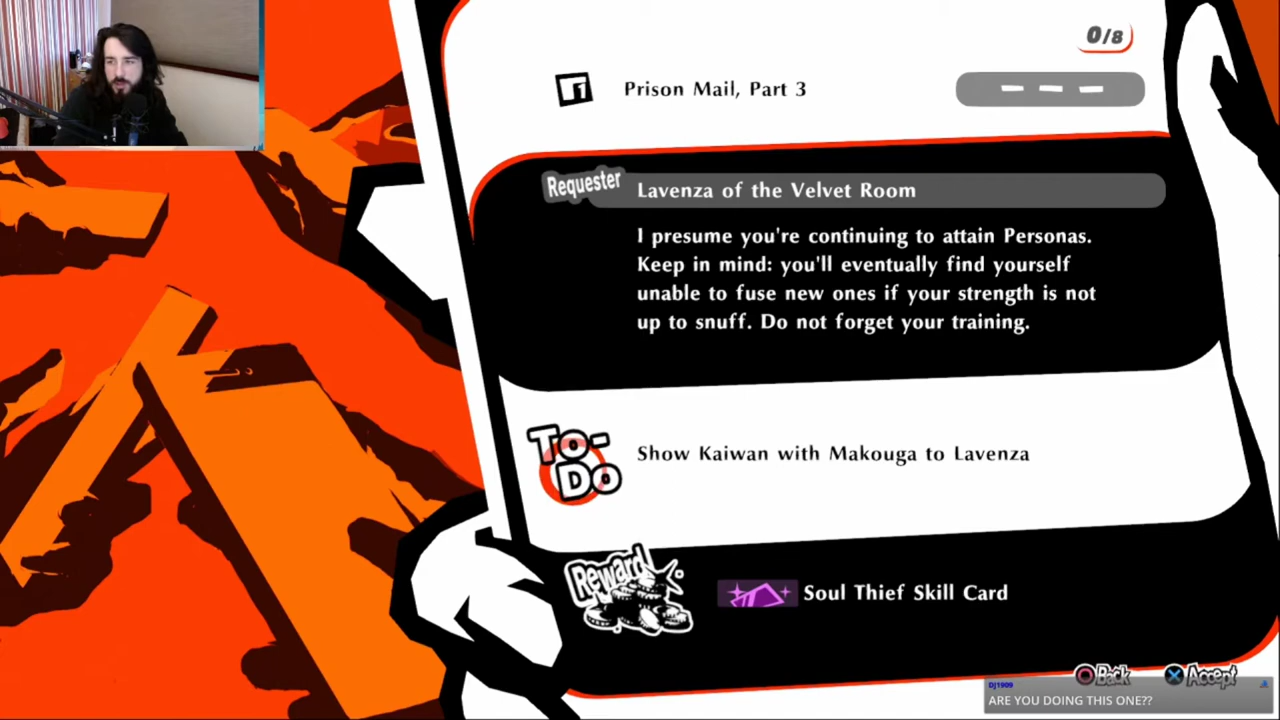 0/8
1
Prison Mail, Part 3
Requester
Lavenza of the Velvet Room
I presume you're continuing to attain Personas.
Keep in mind: you'll eventually find yourself
unable to fuse new ones if your strength is not
up to snuff. Do not forget your training.
To-Do
Show Kaiwan with Makouga to Lavenza
Reward
Soul Thief Skill Card
Back
Accept
DJ1909
ARE YOU DOING THIS ONE??